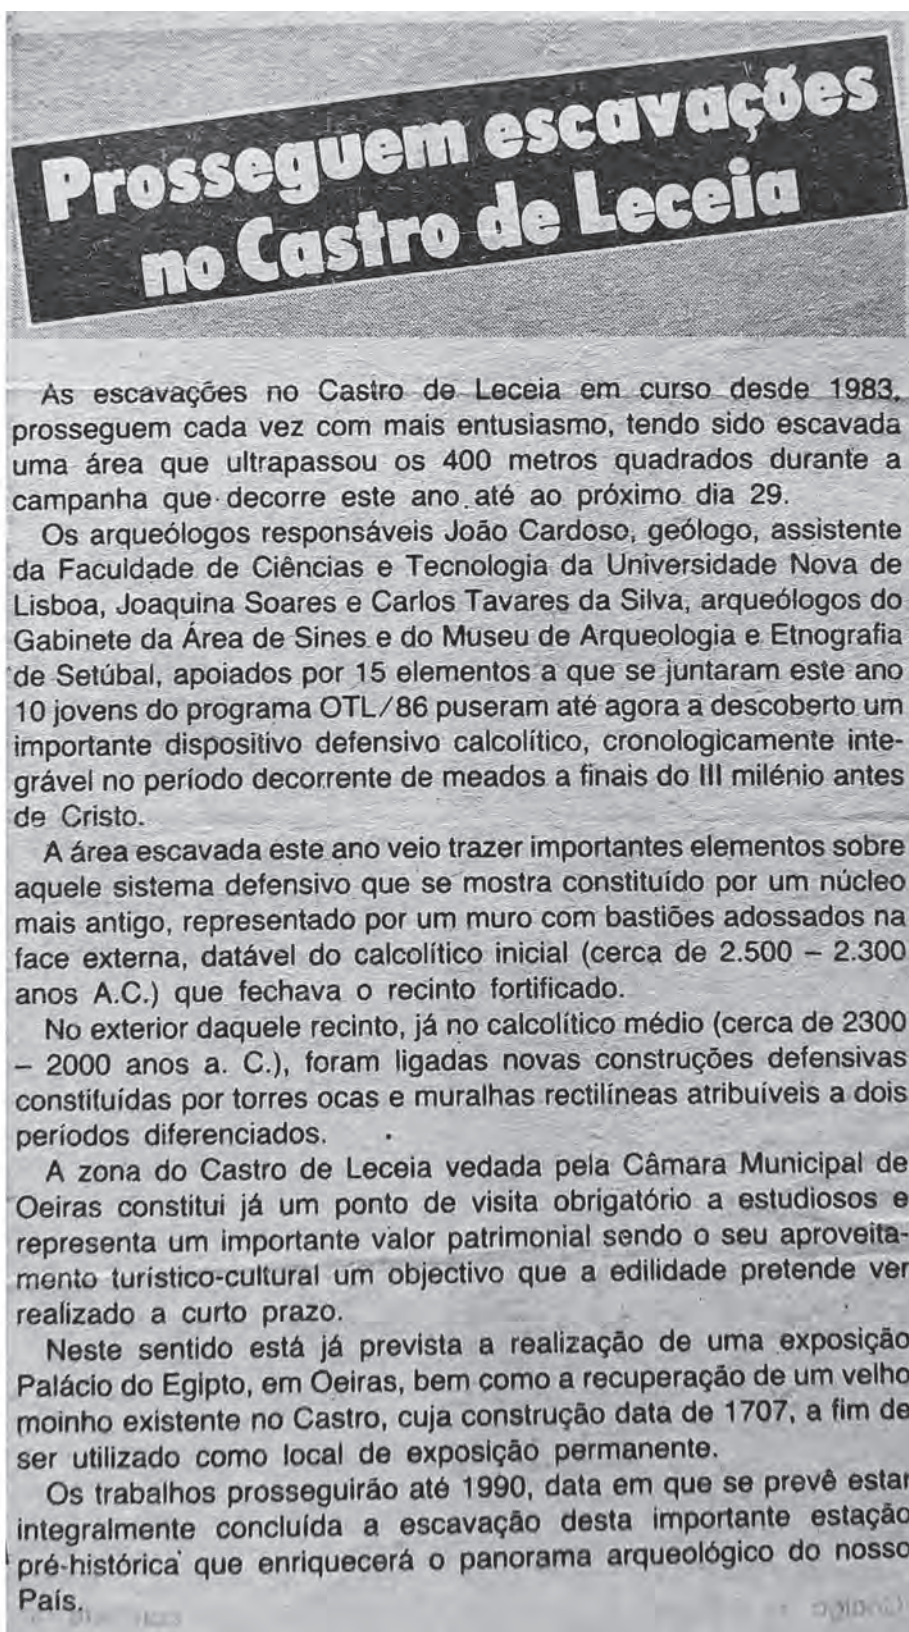 Prosseguem escavações
no Castro de Leceia
As escavações no Castro de Leceia em curso desde 1983,
prosseguem cada vez com mais entusiasmo, tendo sido escavada
uma área que ultrapassou os 400 metros quadrados durante a
campanha que decorre este ano até ao próximo dia 29.
Os arqueólogos responsáveis João Cardoso, geólogo, assistente
da Faculdade de Ciências e Tecnologia da Universidade Nova de
Lisboa, Joaquina Soares e Carlos Tavares da Silva, arqueólogos do
Gabinete da Área de Sines e do Museu de Arqueologia e Etnografia
de Setúbal, apoiados por 15 elementos a que se juntaram este ano
10 jovens do programa OTL/86 puseram até agora a descoberto um
importante dispositivo defensivo calcolítico, cronologicamente inte-
grável no período decorrente de meados a finais do III milénio antes
de Cristo.
A área escavada este ano veio trazer importantes elementos sobre
aquele sistema defensivo que se mostra constituído por um núcleo
mais antigo, representado por um muro com bastiões adossados na
face externa, datável do calcolítico inicial (cerca de 2.500 – 2.300
anos A.C.) que fechava o recinto fortificado.
No exterior daquele recinto, já no calcolítico médio (cerca de 2300
– 2000 anos a. C.), foram ligadas novas construções defensivas
constituídas por torres ocas e muralhas rectilíneas atribuíveis a dois
períodos diferenciados.
A zona do Castro de Leceia vedada pela Câmara Municipal de
Oeiras constitui já um ponto de visita obrigatório a estudiosos e
representa um importante valor patrimonial sendo o seu aproveita-
mento turístico-cultural um objectivo que a edilidade pretende ver
realizado a curto prazo.
Neste sentido está já prevista a realização de uma exposição
Palácio do Egipto, em Oeiras, bem como a recuperação de um velho
moinho existente no Castro, cuja construção data de 1707, a fim de
ser utilizado como local de exposição permanente.
Os trabalhos prosseguirão até 1990, data em que se prevê estar
integralmente concluída a escavação desta importante estação
pré-histórica que enriquecerá o panorama arqueológico do nosso
País.